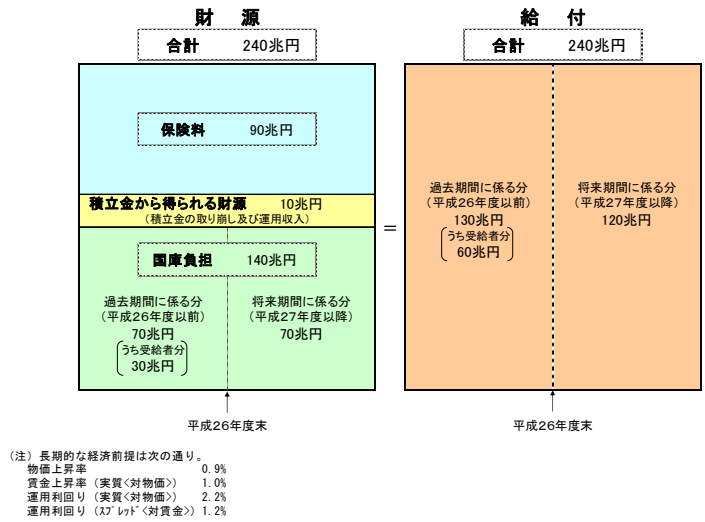 財 源
合計 240兆円
保険料 90兆円
積立金から得られる財源 10兆円
(積立金の取り崩し及び運用収入)
国庫負担 140兆円
過去期間に係る分
(平成26年度以前)
70兆円
うち受給者分
30兆円
将来期間に係る分
(平成27年度以降)
70兆円
平成26年度末
=
給 付
合計 240兆円
過去期間に係る分
(平成26年度以前)
130兆円
うち受給者分
60兆円
将来期間に係る分
(平成27年度以降)
120兆円
平成26年度末
(注) 長期的な経済前提は次の通り。
物価上昇率 0.9%
賃金上昇率 (実質<対物価>) 1.0%
運用利回り (実質<対物価>) 2.2%
運用利回り (スプレッド<対賃金>) 1.2%